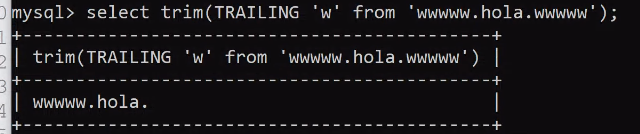 mysql> select trim(TRAILING 'w' from 'wwwww.hola.wwwww');
+------------------------------------------+
| trim(TRAILING 'w' from 'wwwww.hola.wwwww') |
+------------------------------------------+
| wwwww.hola. |
+------------------------------------------+